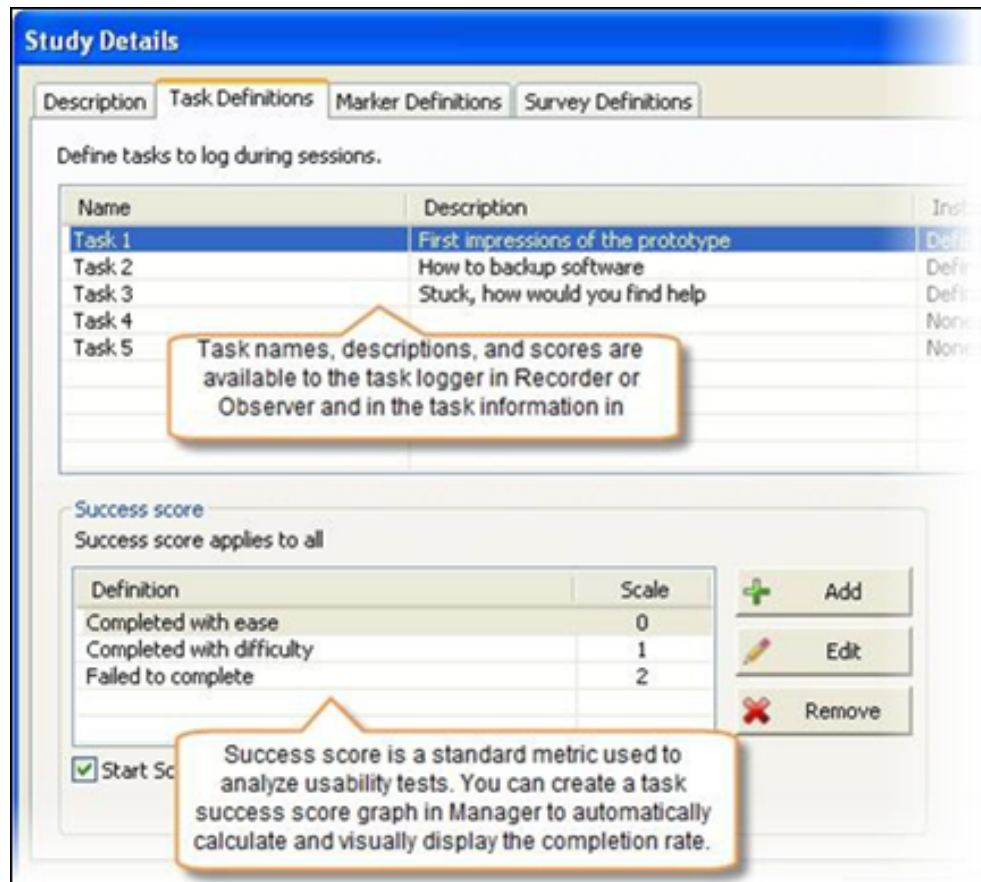 Study Details
Description Task Definitions Marker Definitions Survey Definitions
Define tasks to log during sessions.
Name Description
Task 1 First impressions of the prototype
Task 2 How to backup software
Task 3 Stuck, how would you find help
Task 4
Task 5
Task names, descriptions, and scores are
available to the task logger in Recorder or
Observer and in the task information in
Success score
Success score applies to all
Definition Scale
Completed with ease 0
Completed with difficulty 1
Failed to complete 2
Add
Edit
Remove
Start
Success score is a standard metric used to
analyze usability tests. You can create a task
success score graph in Manager to automatically
calculate and visually display the completion rate.